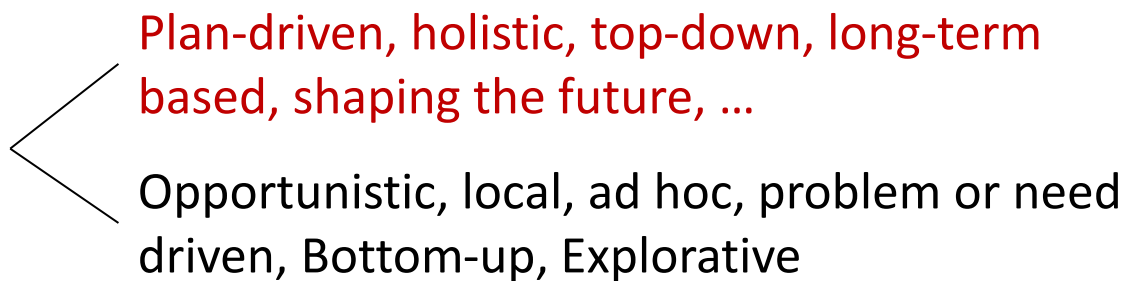 Plan-driven, holistic, top-down, long-term
based, shaping the future, …
Opportunistic, local, ad hoc, problem or need
driven, Bottom-up, Explorative